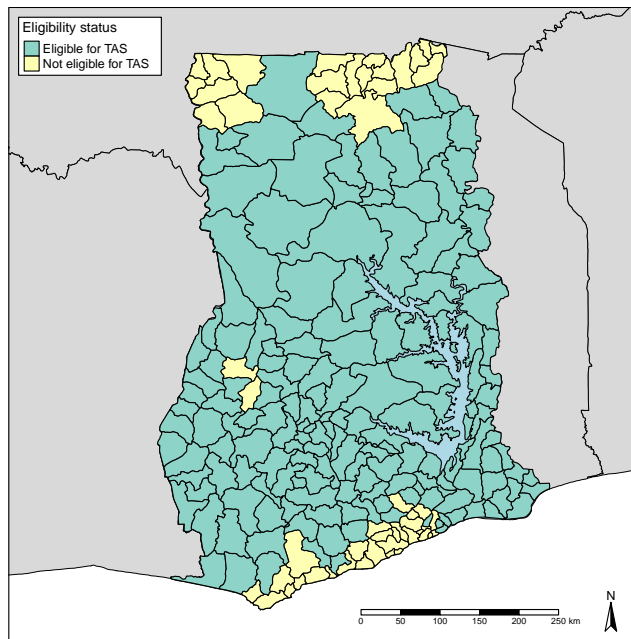 Eligibility status
Eligible for TAS
Not eligible for TAS
N
0 50 100 150 200 250 km